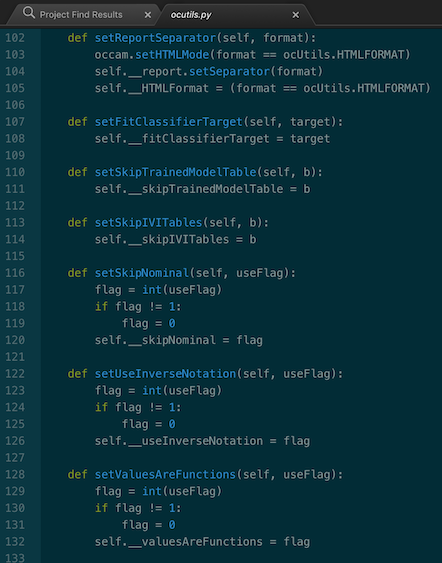 Project Find Results × ocutils.py ×
102 def setReportSeparator(self, format):
103 occam.setHTMLMode(format == ocUtils.HTMLFORMAT)
104 self.__report.setSeparator(format)
105 self.__HTMLFormat = (format == ocUtils.HTMLFORMAT)
106
107 def setFitClassifierTarget(self, target):
108 self.__fitClassifierTarget = target
109
110 def setSkipTrainedModelTable(self, b):
111 self.__skipTrainedModelTable = b
112
113 def setSkipIVITables(self, b):
114 self.__skipIVITables = b
115
116 def setSkipNominal(self, useFlag):
117 flag = int(useFlag)
118 if flag != 1:
119 flag = 0
120 self.__skipNominal = flag
121
122 def setUseInverseNotation(self, useFlag):
123 flag = int(useFlag)
124 if flag != 1:
125 flag = 0
126 self.__useInverseNotation = flag
127
128 def setValuesAreFunctions(self, useFlag):
129 flag = int(useFlag)
130 if flag != 1:
131 flag = 0
132 self.__valuesAreFunctions = flag
133